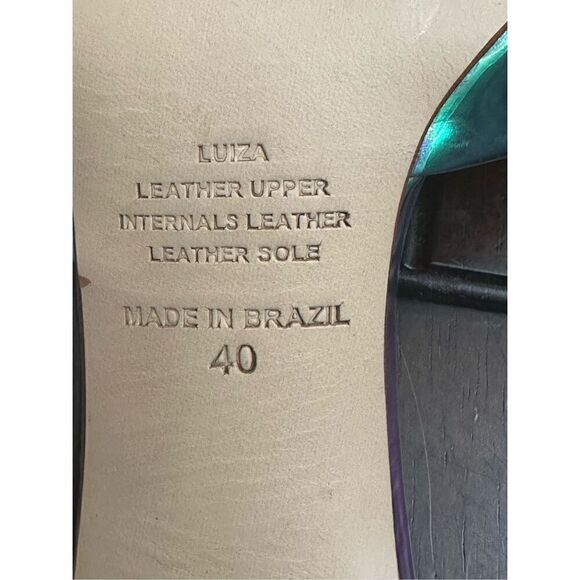 LUIZA
LEATHER UPPER
INTERNALS LEATHER
LEATHER SOLE
MADE IN BRAZIL
40